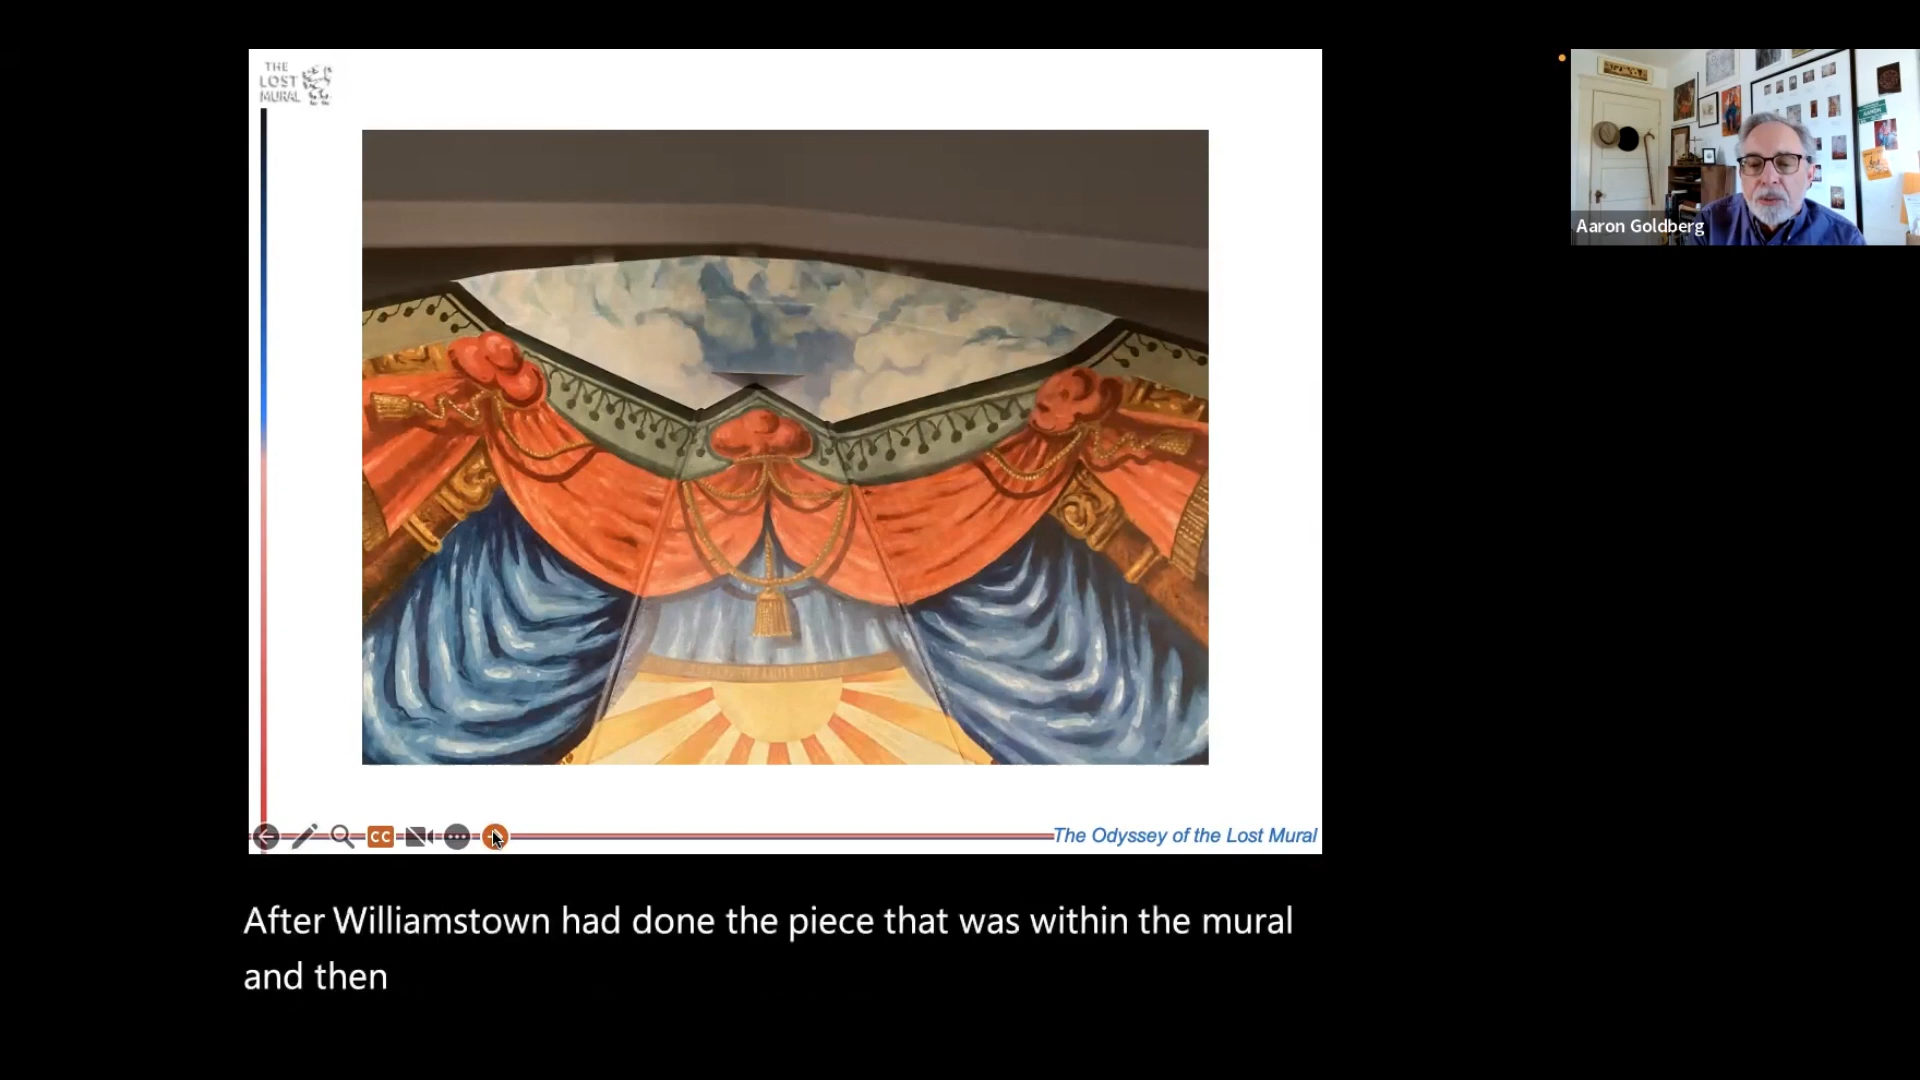 THE
LOST
MURAL
Aaron Goldberg
CC
The Odyssey of the Lost Mural
After Williamstown had done the piece that was within the mural
and then